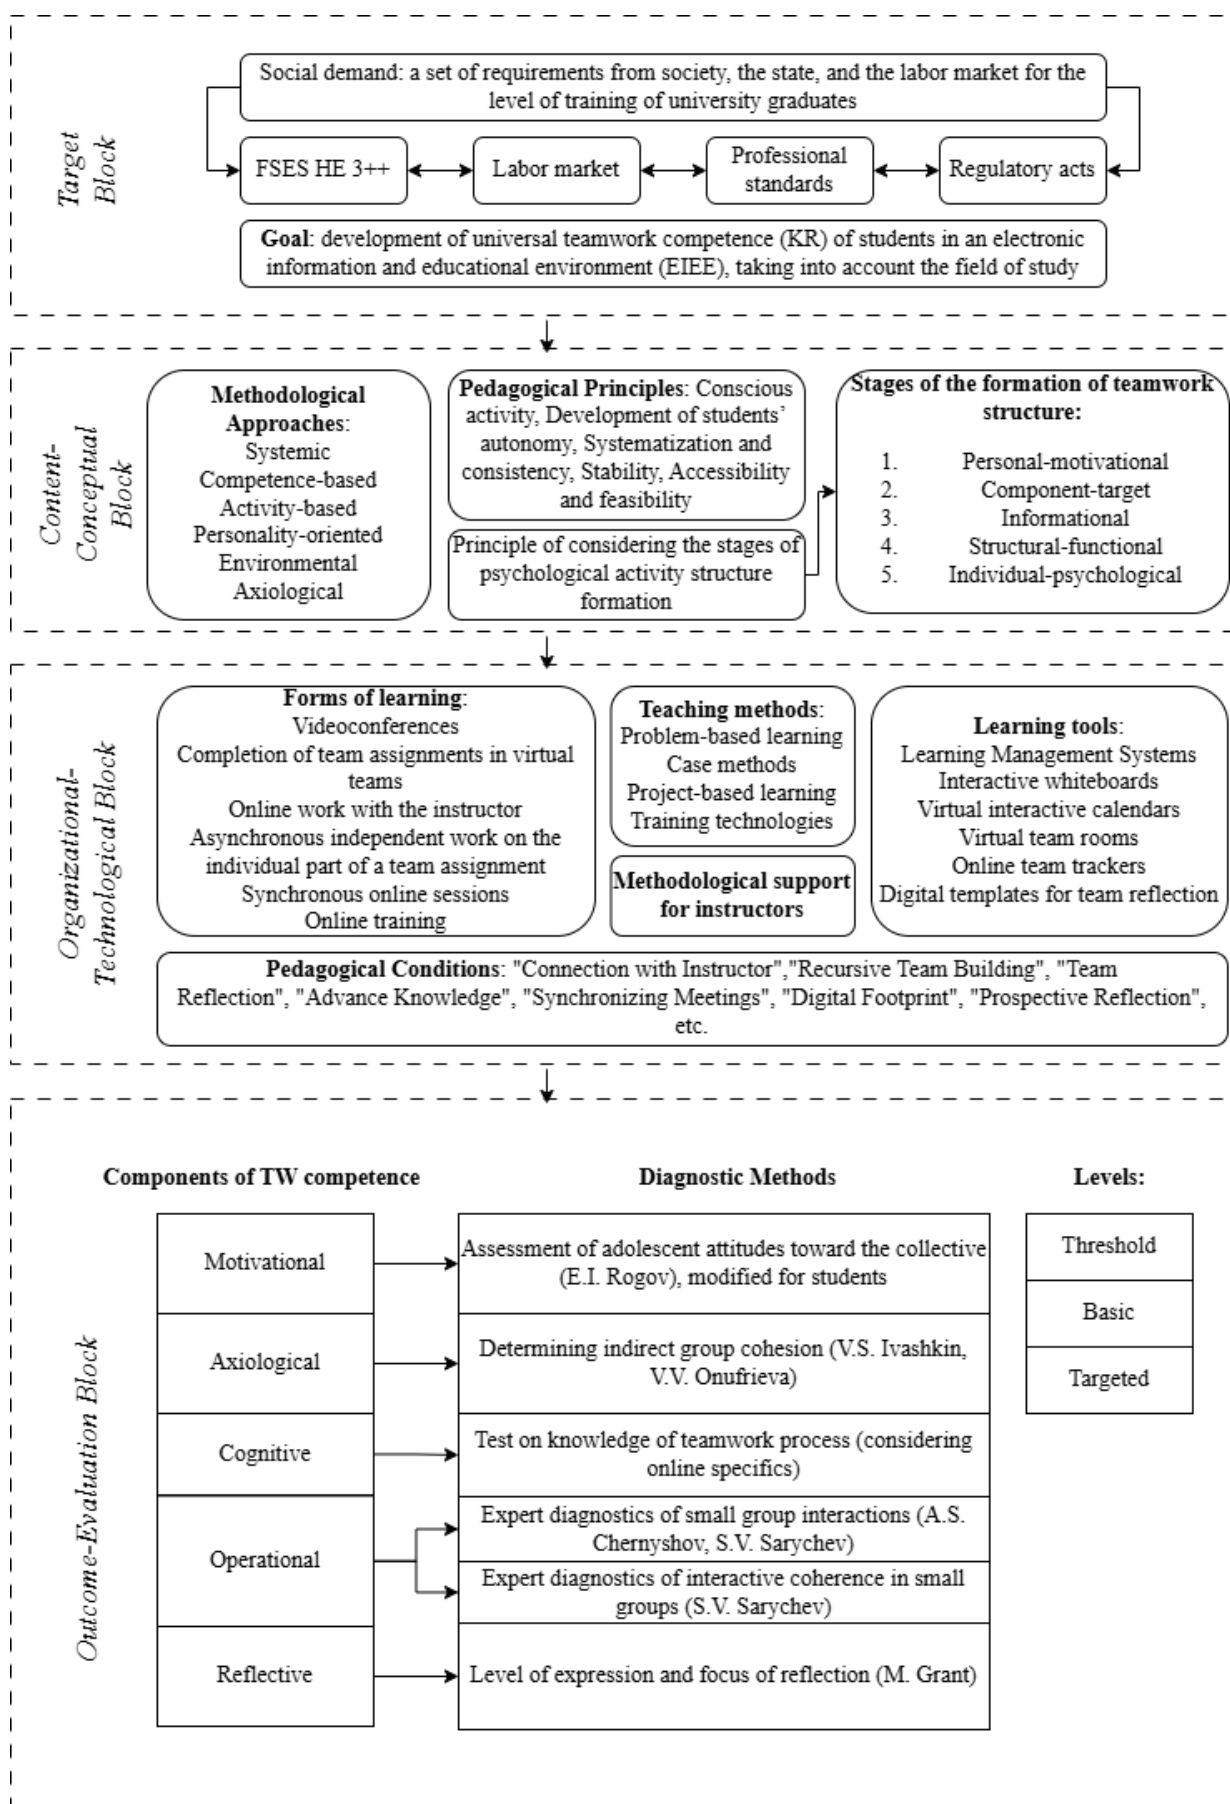 Target
Block
Social demand: a set of requirements from society, the state, and the labor market for the
level of training of university graduates
FSES HE 3++
Labor market
Professional
standards
Regulatory acts
Goal: development of universal teamwork competence (KR) of students in an electronic
information and educational environment (EIEE), taking into account the field of study
Content-
Conceptual
Block
Methodological
Approaches:
Systemic
Competence-based
Activity-based
Personality-oriented
Environmental
Axiological
Pedagogical Principles: Conscious
activity, Development of students’
autonomy, Systematization and
consistency, Stability, Accessibility
and feasibility
Principle of considering the stages of
psychological activity structure
formation
Stages of the formation of teamwork
structure:
1. Personal-motivational
2. Component-target
3. Informational
4. Structural-functional
5. Individual-psychological
Organizational-
Technological Block
Forms of learning:
Videoconferences
Completion of team assignments in virtual
teams
Online work with the instructor
Asynchronous independent work on the
individual part of a team assignment
Synchronous online sessions
Online training
Teaching methods:
Problem-based learning
Case methods
Project-based learning
Training technologies
Methodological support
for instructors
Learning tools:
Learning Management Systems
Interactive whiteboards
Virtual interactive calendars
Virtual team rooms
Online team trackers
Digital templates for team reflection
Pedagogical Conditions: "Connection with Instructor","Recursive Team Building", "Team
Reflection", "Advance Knowledge", "Synchronizing Meetings", "Digital Footprint", "Prospective Reflection",
etc.
Outcome-Evaluation Block
Components of TW competence
Diagnostic Methods
Levels:
Motivational
Assessment of adolescent attitudes toward the collective
(E.I. Rogov), modified for students
Axiological
Determining indirect group cohesion (V.S. Ivashkin,
V.V. Onufrieva)
Cognitive
Test on knowledge of teamwork process (considering
online specifics)
Operational
Expert diagnostics of small group interactions (A.S.
Chernyshov, S.V. Sarychev)
Expert diagnostics of interactive coherence in small
groups (S.V. Sarychev)
Reflective
Level of expression and focus of reflection (M. Grant)
Threshold
Basic
Targeted